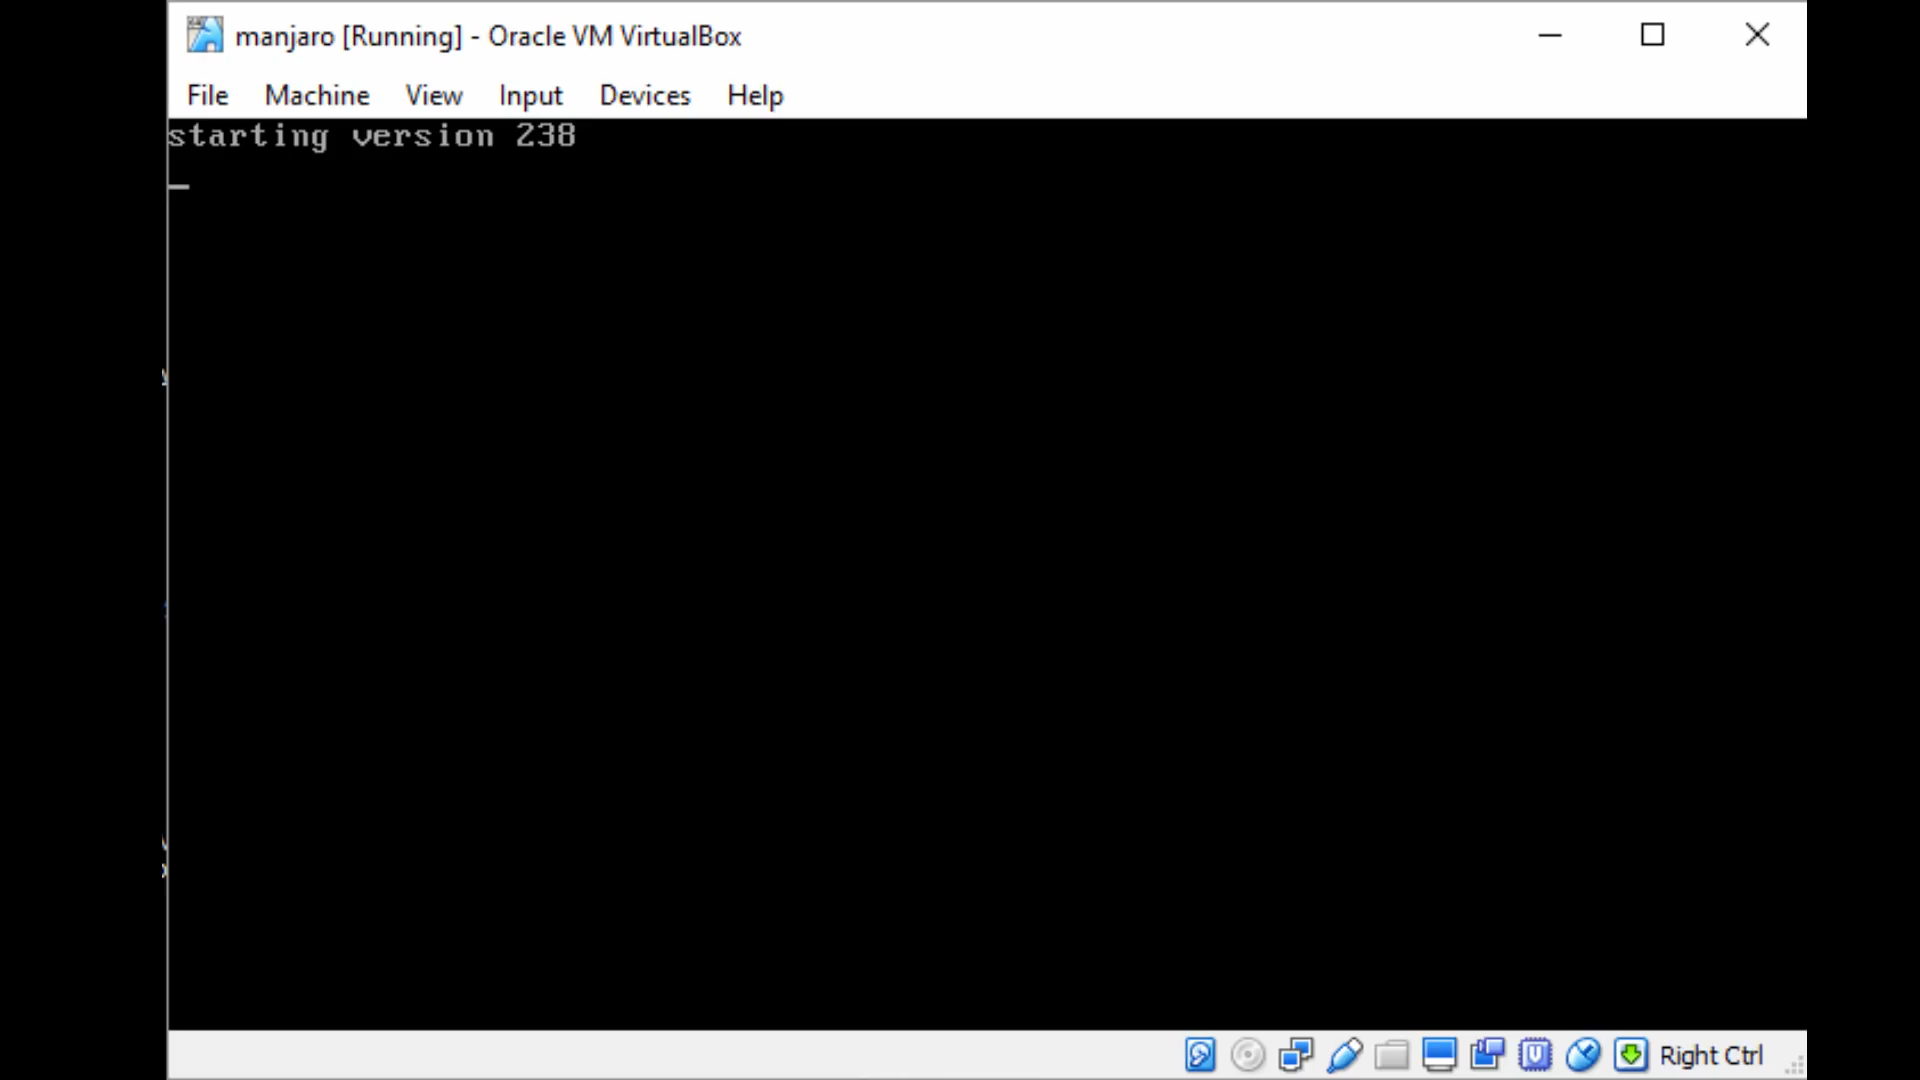 manjaro [Running] - Oracle VM VirtualBox
File Machine View Input Devices Help
starting version 238
_
Right Ctrl